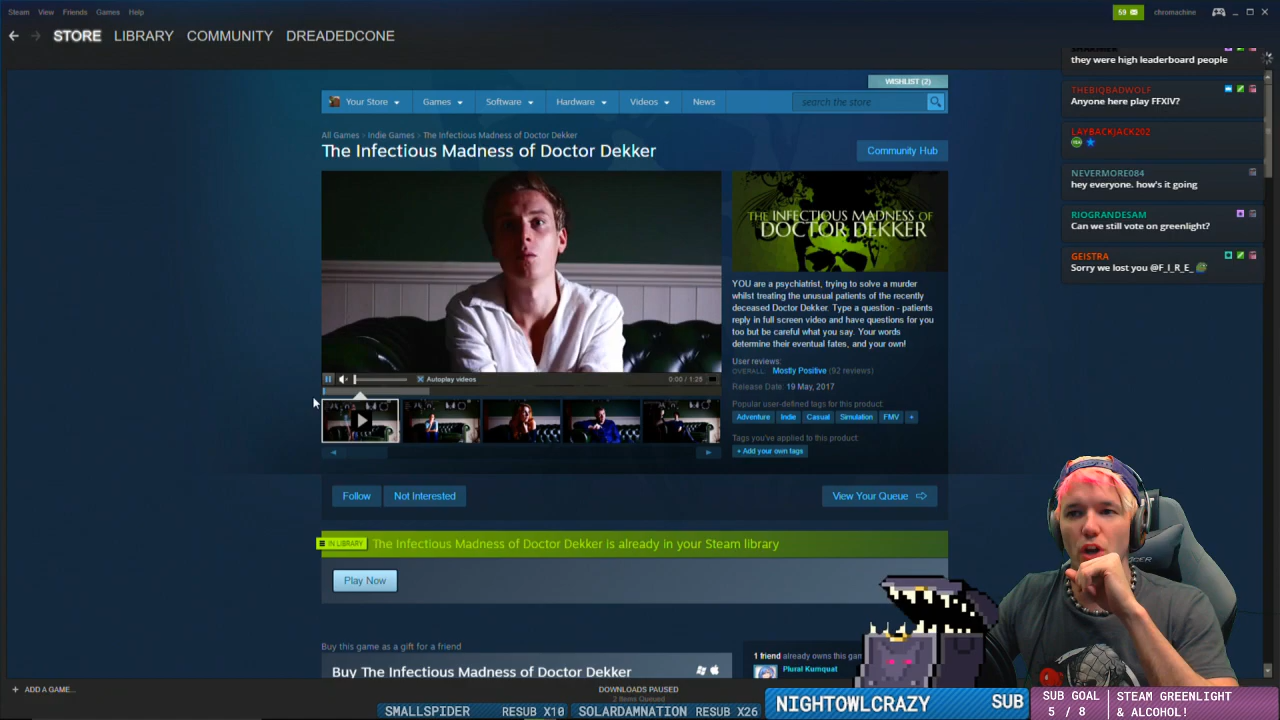 Steam View Friends Games Help
59
chromachine
STORE LIBRARY COMMUNITY DREADEDCONE
WISHLIST (2)
Your Store Games Software Hardware Videos News
search the store
All Games > Indie Games > The Infectious Madness of Doctor Dekker
The Infectious Madness of Doctor Dekker
Community Hub
THE INFECTIOUS MADNESS OF
DOCTOR DEKKER
YOU are a psychiatrist, trying to solve a murder
whilst treating the unusual patients of the recently
deceased Doctor Dekker. Type a question - patients
reply in full screen video and have questions for you
too but be careful what you say. Your words
determine their eventual fates, and your own!
User reviews:
OVERALL: Mostly Positive (92 reviews)
Release Date: 19 May, 2017
Popular user-defined tags for this product:
Adventure Indie Casual Simulation FMV +
Tags you've applied to this product:
+ Add your own tags
Autoplay videos
0:00 / 1:28
Follow Not Interested
View Your Queue
IN LIBRARY The Infectious Madness of Doctor Dekker is already in your Steam library
Play Now
Buy this game as a gift for a friend
Buy The Infectious Madness of Doctor Dekker
1 friend already owns this gam
Plural Kumquat
they were high leaderboard people
THEBIQBADWOLF
Anyone here play FFXIV?
LAYBACKJACK202
NEVERMORE084
hey everyone. how's it going
RIOGRANDESAM
Can we still vote on greenlight?
GEISTRA
Sorry we lost you @F_I_R_E_
+ ADD A GAME...
DOWNLOADS PAUSED
2 Items Queued
SMALLSPIDER RESUB X10
SOLARDAMNATION RESUB X26
NIGHTOWLCRAZY SUB
SUB GOAL
5 / 8
STEAM GREENLIGHT
& ALCOHOL!